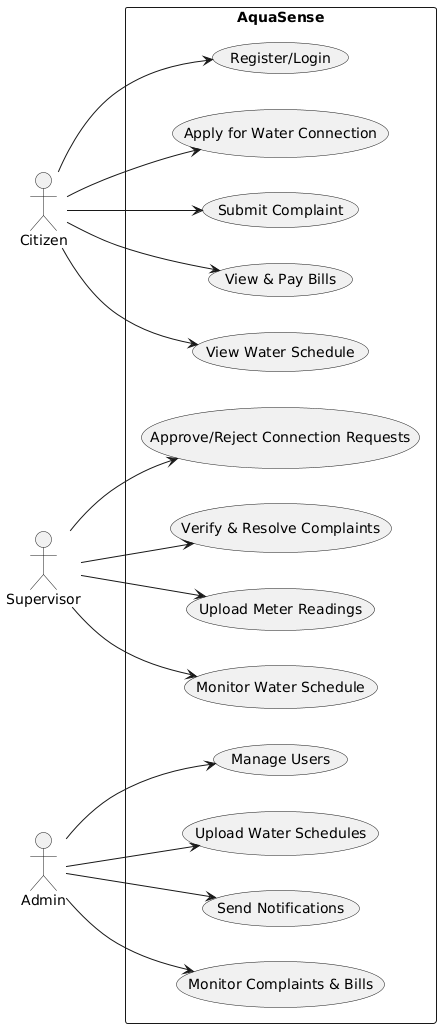 AquaSense
Register/Login
Apply for Water Connection
Submit Complaint
Citizen
View & Pay Bills
View Water Schedule
Approve/Reject Connection Requests
Verify & Resolve Complaints
Supervisor
Upload Meter Readings
Monitor Water Schedule
Manage Users
Upload Water Schedules
Admin
Send Notifications
Monitor Complaints & Bills